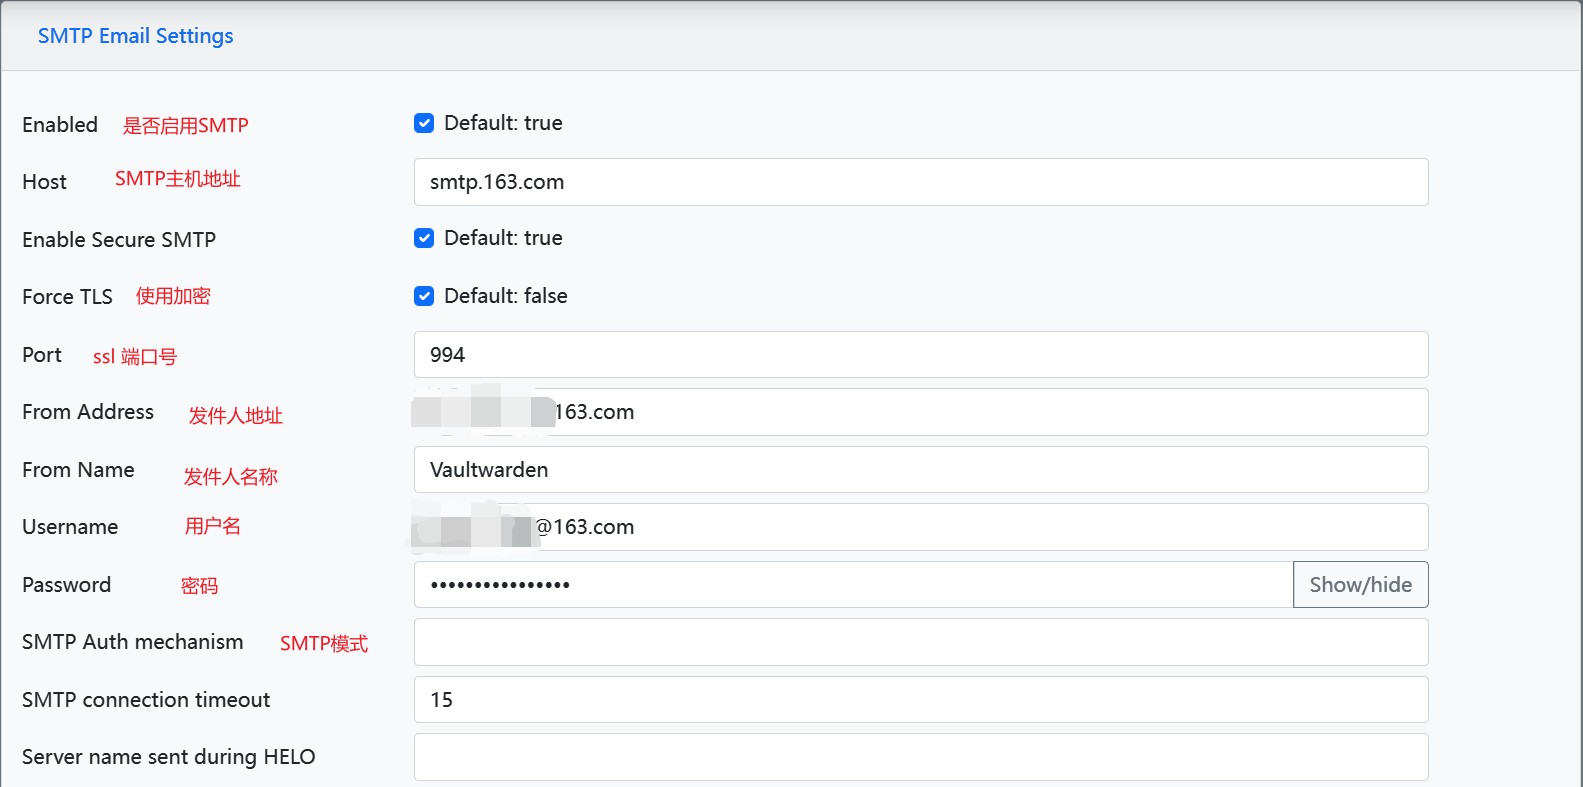 SMTP Email Settings
Enabled 是否启用SMTP Default: true
Host SMTP主机地址 smtp.163.com
Enable Secure SMTP Default: true
Force TLS 使用加密 Default: false
Port ssl 端口号 994
From Address 发件人地址 163.com
From Name 发件人名称 Vaultwarden
Username 用户名 @163.com
Password 密码 •••••••••••••••• Show/hide
SMTP Auth mechanism SMTP模式
SMTP connection timeout 15
Server name sent during HELO